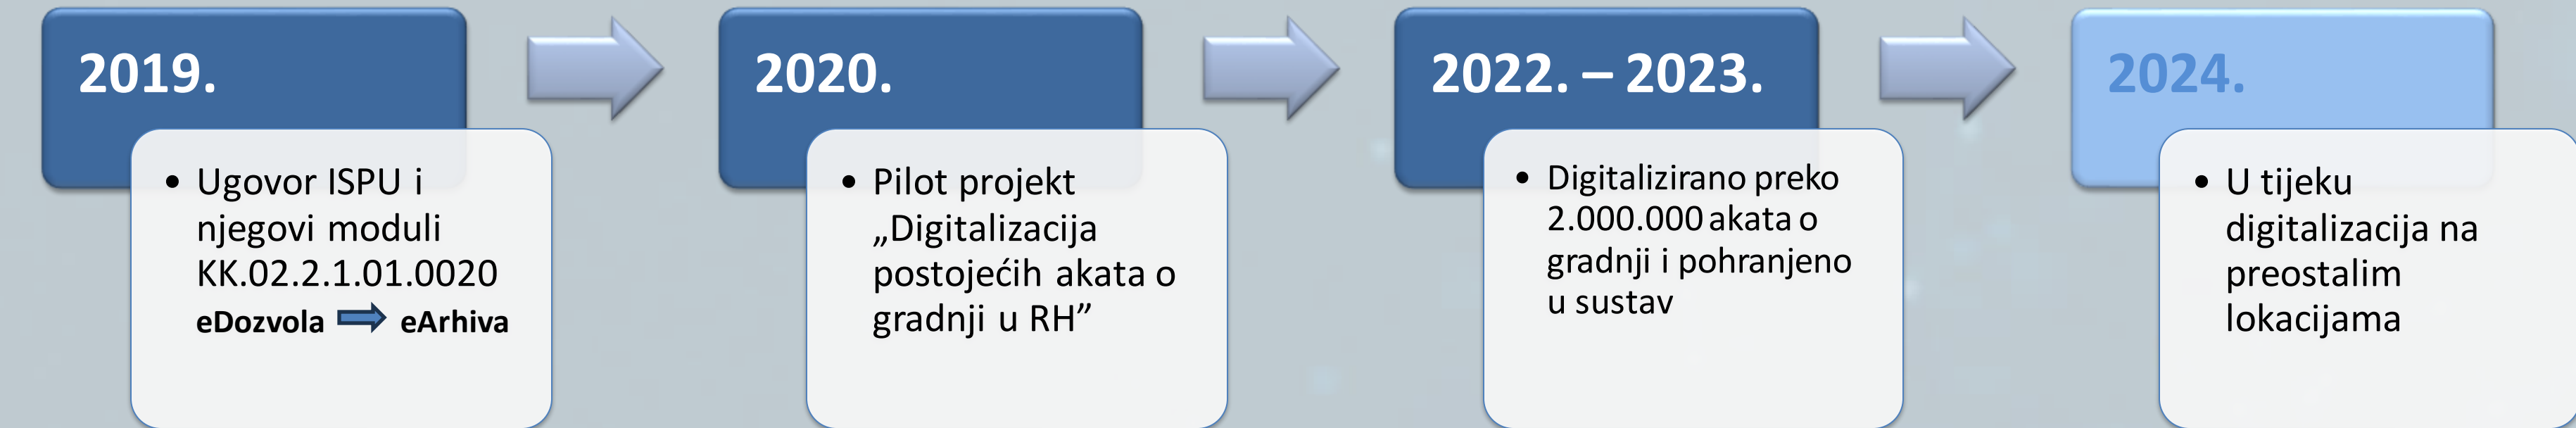 2019.
• Ugovor ISPU i
njegovi moduli
KK.02.2.1.01.0020
eDozvola eArhiva
2020.
• Pilot projekt
„Digitalizacija
postojećih akata o
gradnji u RH”
2022. – 2023.
• Digitalizirano preko
2.000.000 akata o
gradnji i pohranjeno
u sustav
2024.
• U tijeku
digitalizacija na
preostalim
lokacijama